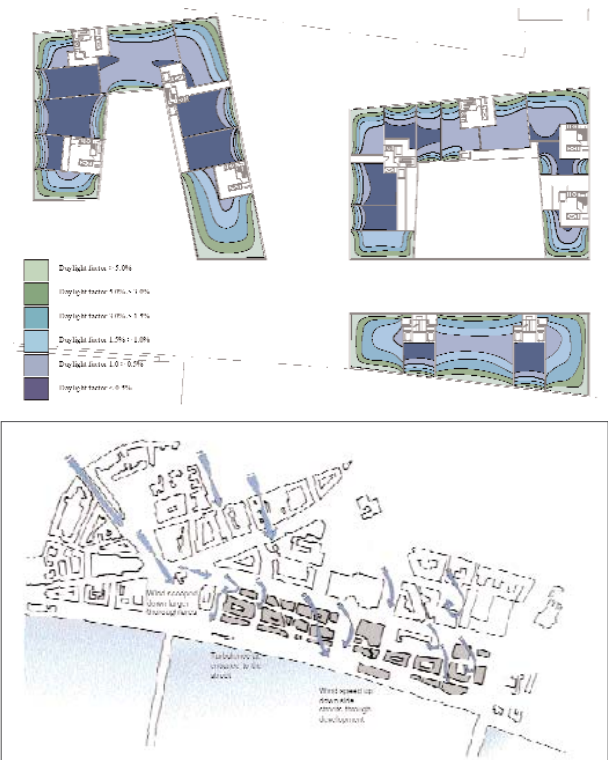 Daylight factor > 5.0%
Daylight factor 5.0% > 3.0%
Daylight factor 3.0% > 1.5%
Daylight factor 1.5% > 1.0%
Daylight factor 1.0 > 0.5%
Daylight factor < 0.5%
Wind scooped
down larger
thoroughfares
Turbulence at
entrance to the
street
Wind speed up
down side
streets through
development